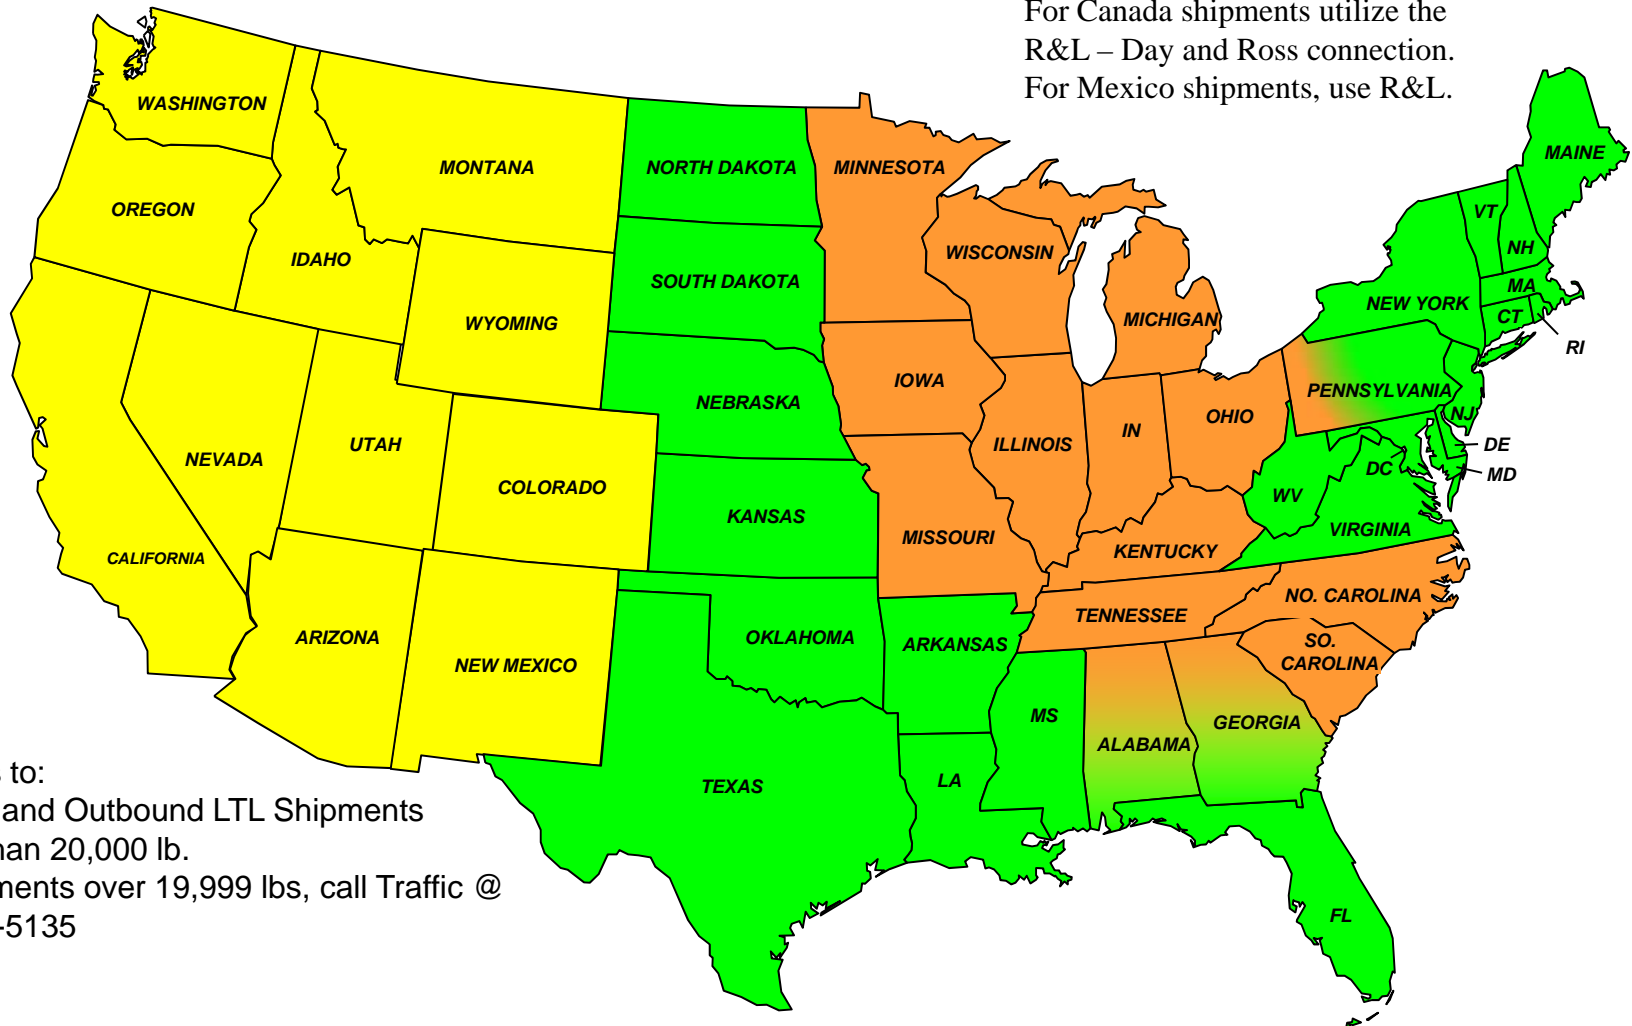 For Canada shipments utilize the
R&L – Day and Ross connection.
For Mexico shipments, use R&L.
WASHINGTON
OREGON
IDAHO
MONTANA
WYOMING
NEVADA
UTAH
COLORADO
CALIFORNIA
ARIZONA
NEW MEXICO
NORTH DAKOTA
SOUTH DAKOTA
NEBRASKA
KANSAS
OKLAHOMA
TEXAS
MINNESOTA
WISCONSIN
MICHIGAN
IOWA
ILLINOIS
IN
OHIO
MISSOURI
KENTUCKY
TENNESSEE
NO. CAROLINA
SO.
CAROLINA
ARKANSAS
LA
MS
ALABAMA
GEORGIA
FL
MAINE
VT
NH
MA
NEW YORK
CT
RI
PENNSYLVANIA
NJ
DE
MD
DC
WV
VIRGINIA
to:
and Outbound LTL Shipments
than 20,000 lb.
ments over 19,999 lbs, call Traffic @
-5135